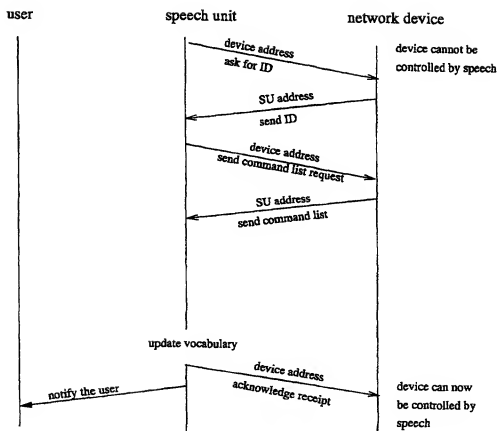 user
speech unit
network device
device address
ask for ID
device cannot be
controlled by speech
SU address
send ID
device address
send command list request
SU address
send command list
update vocabulary
device address
acknowledge receipt
notify the user
device can now
be controlled by
speech